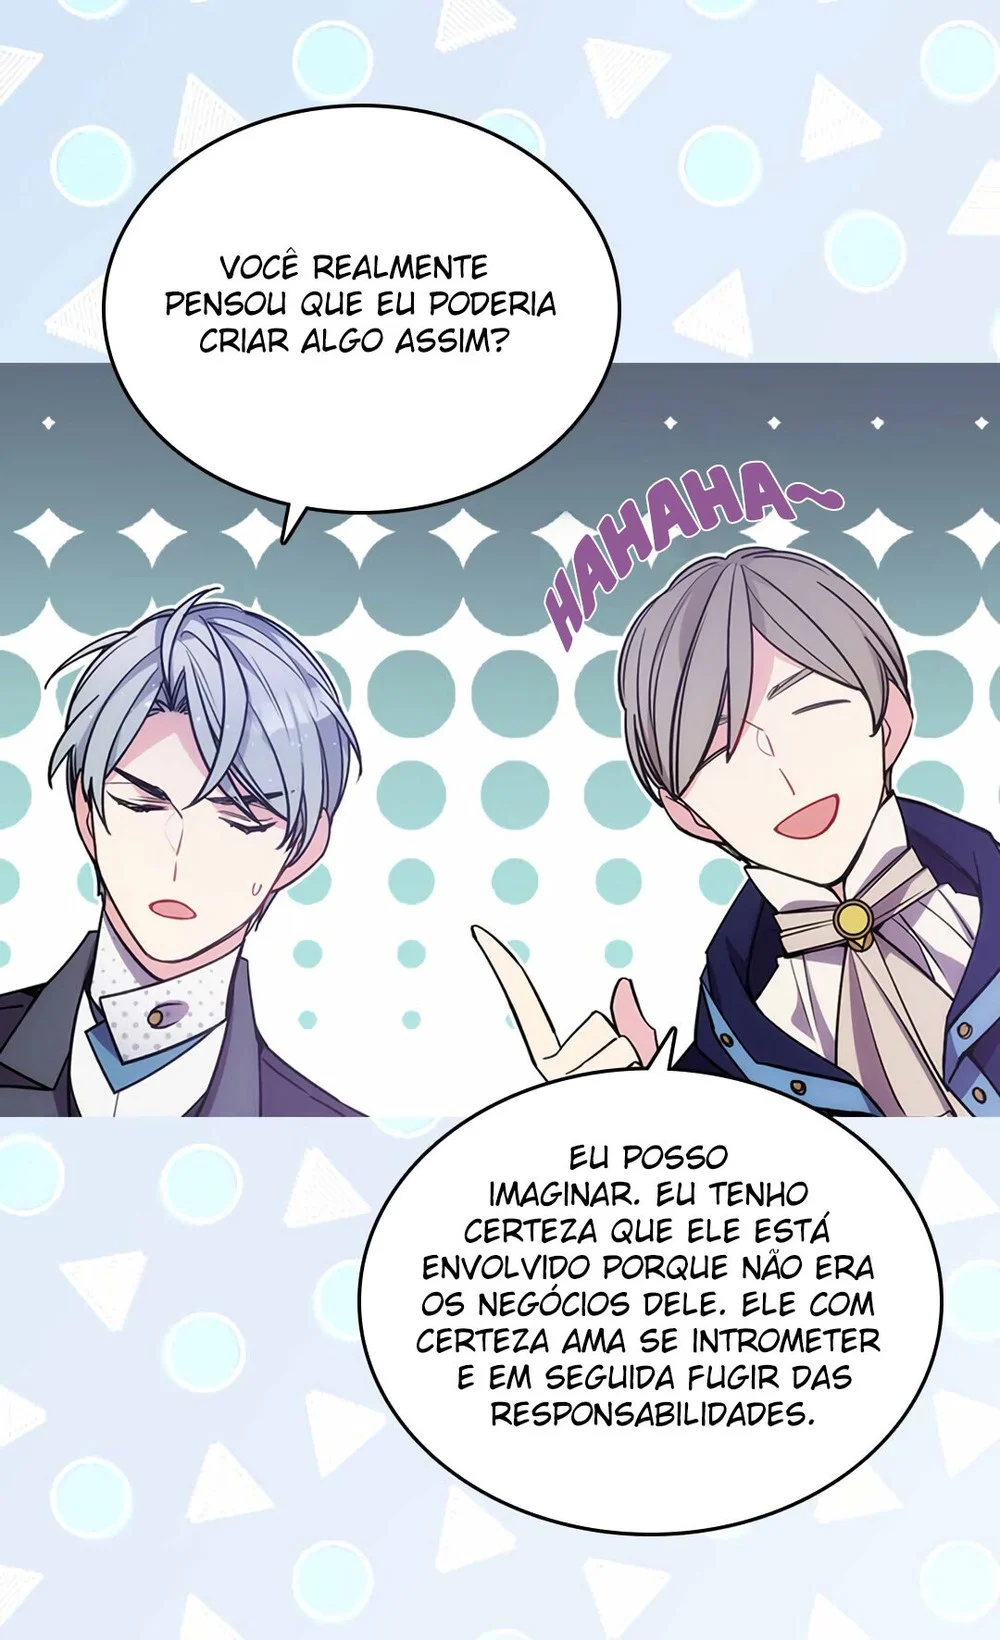 VOCÊ REALMENTE
PENSOU QUE EU PODERIA
CRIAR ALGO ASSIM?
HAHAHA~
EU POSSO
IMAGINAR. EU TENHO
CERTEZA QUE ELE ESTÁ
ENVOLVIDO PORQUE NÃO ERA
OS NEGÓCIOS DELE. ELE COM
CERTEZA AMA SE INTROMETER
E EM SEGUIDA FUGIR DAS
RESPONSABILIDADES.